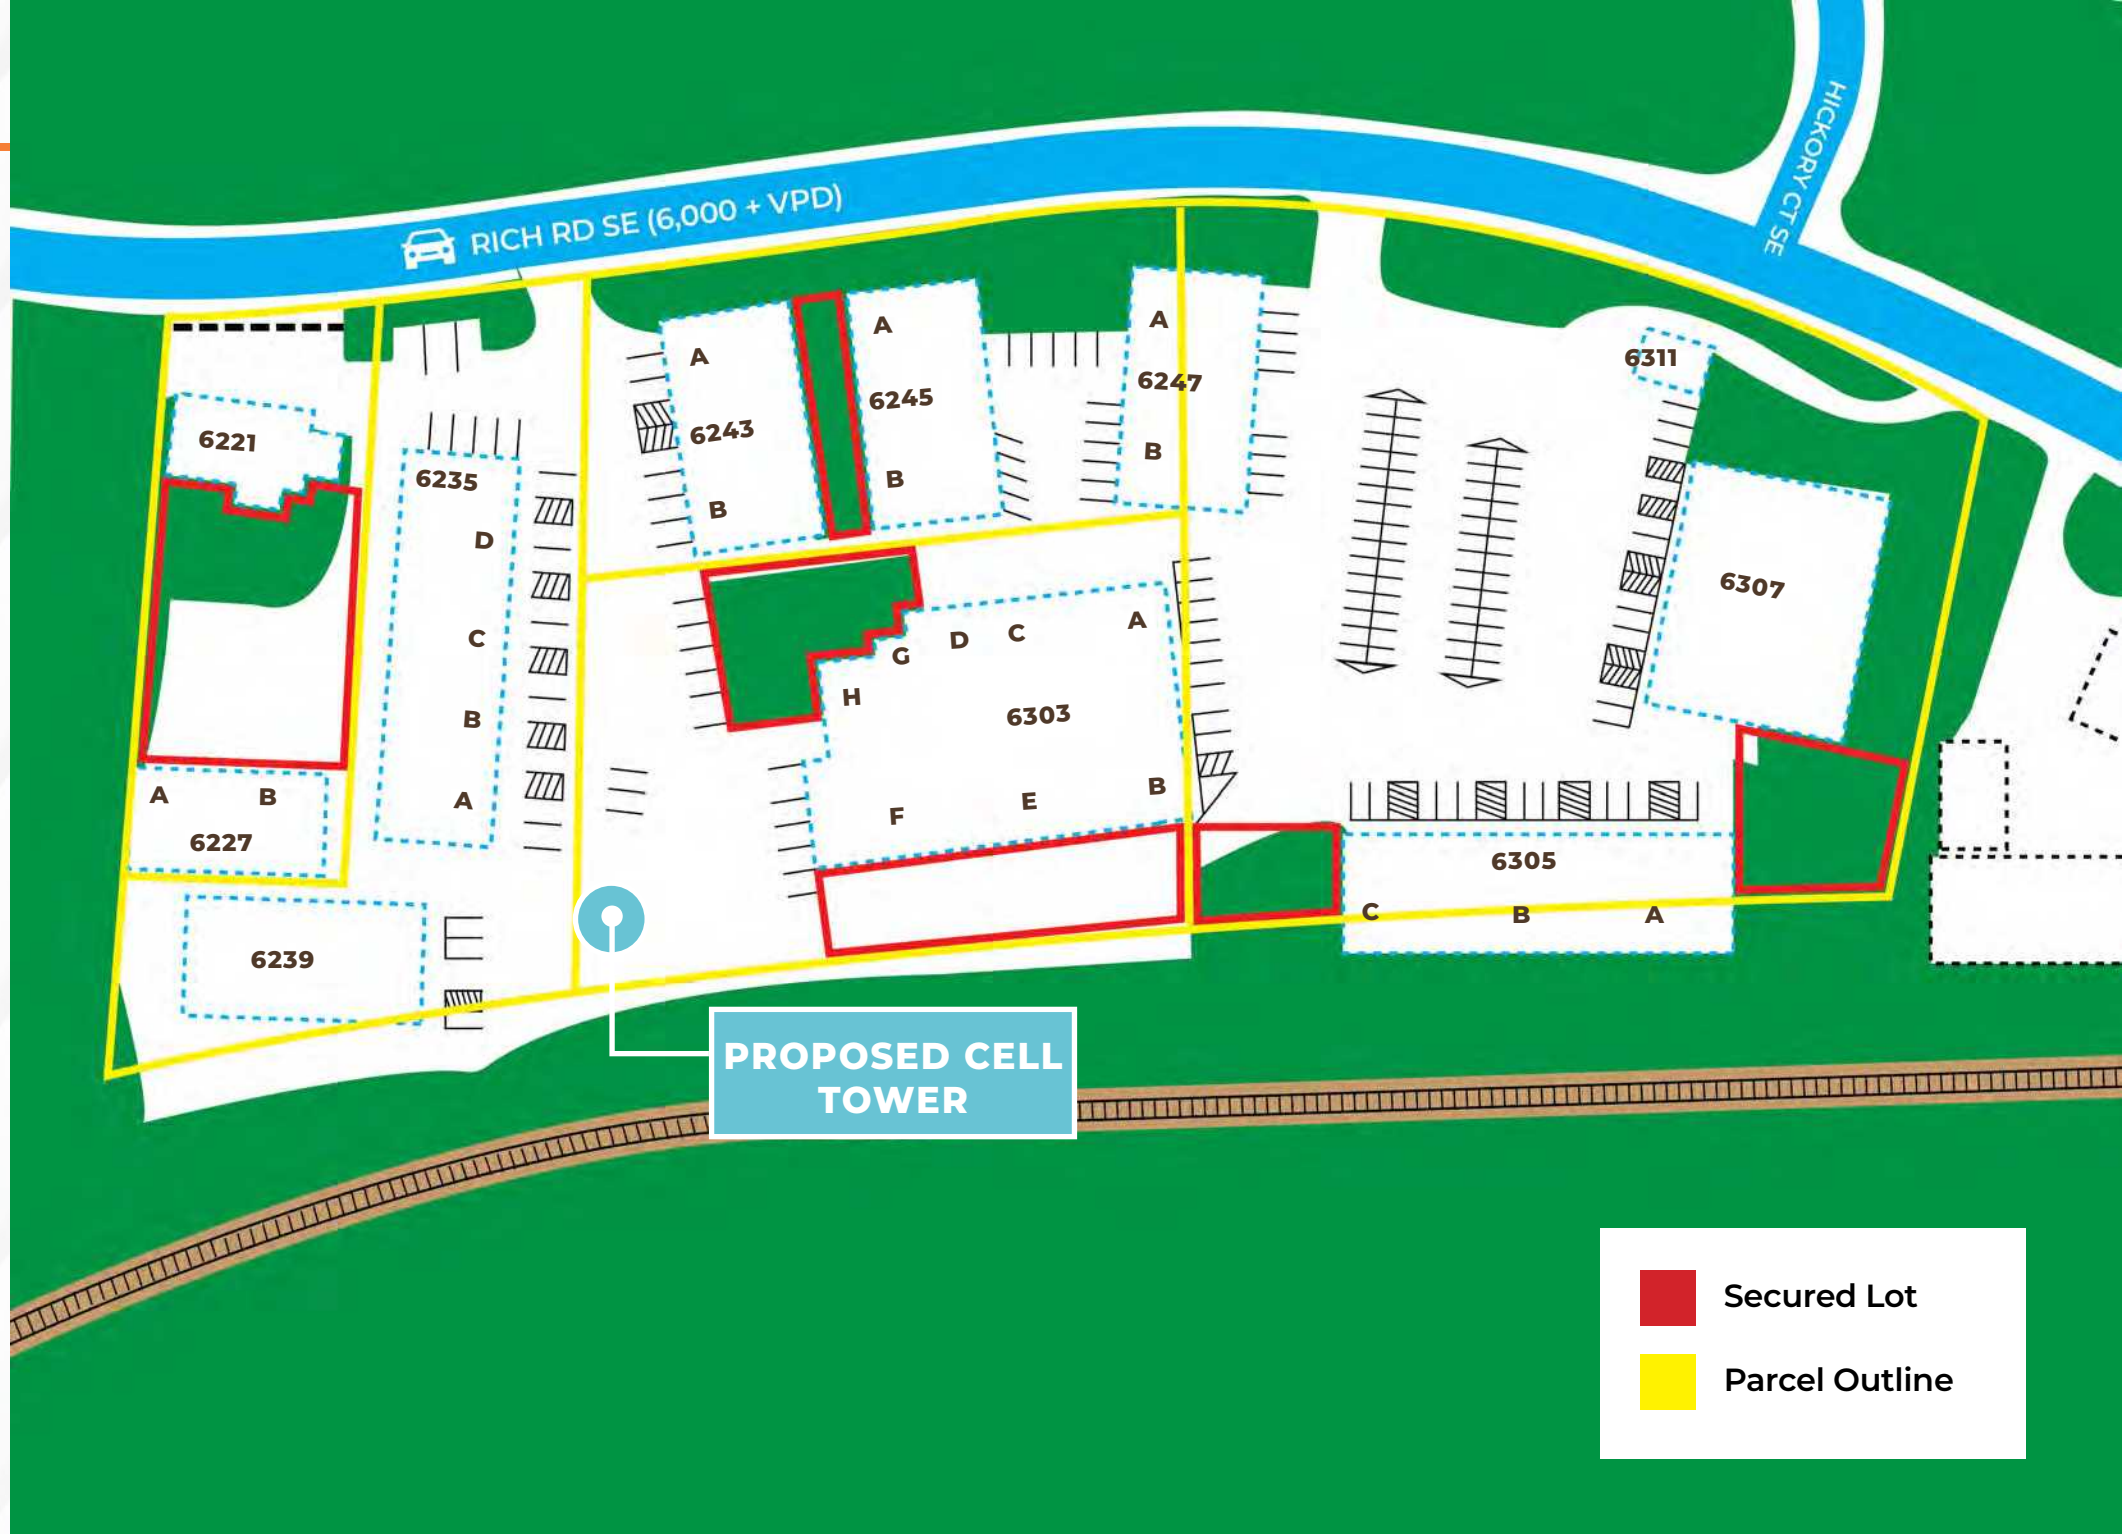 HICKORY CT SE
RICH RD SE (6,000 + VPD)
6221
A B
6227
6235
D
C
B
A
6239
A
6243
B
A
6245
B
A
6247
B
6311
6307
G D C A
H
6303
F E B
6305
C B A
PROPOSED CELL
TOWER
Secured Lot
Parcel Outline